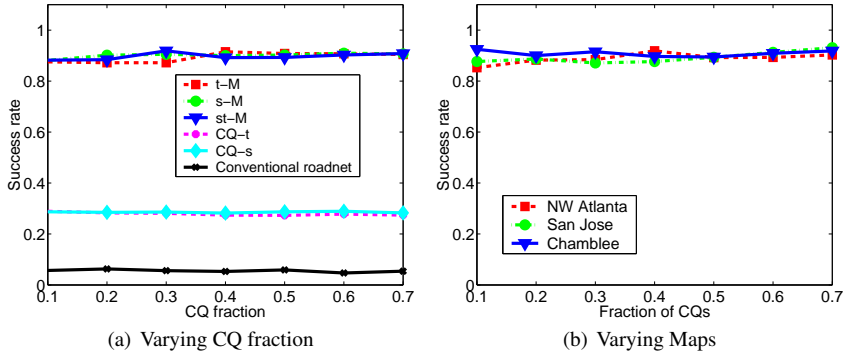 1
0.8
0.6
0.4
0.2
0
Success rate
0.1 0.2 0.3 0.4 0.5 0.6 0.7
CQ fraction
t−M
s−M
st−M
CQ−t
CQ−s
Conventional roadnet
(a) Varying CQ fraction
1
0.8
0.6
0.4
0.2
0
Success rate
0.1 0.2 0.3 0.4 0.5 0.6 0.7
Fraction of CQs
NW Atlanta
San Jose
Chamblee
(b) Varying Maps